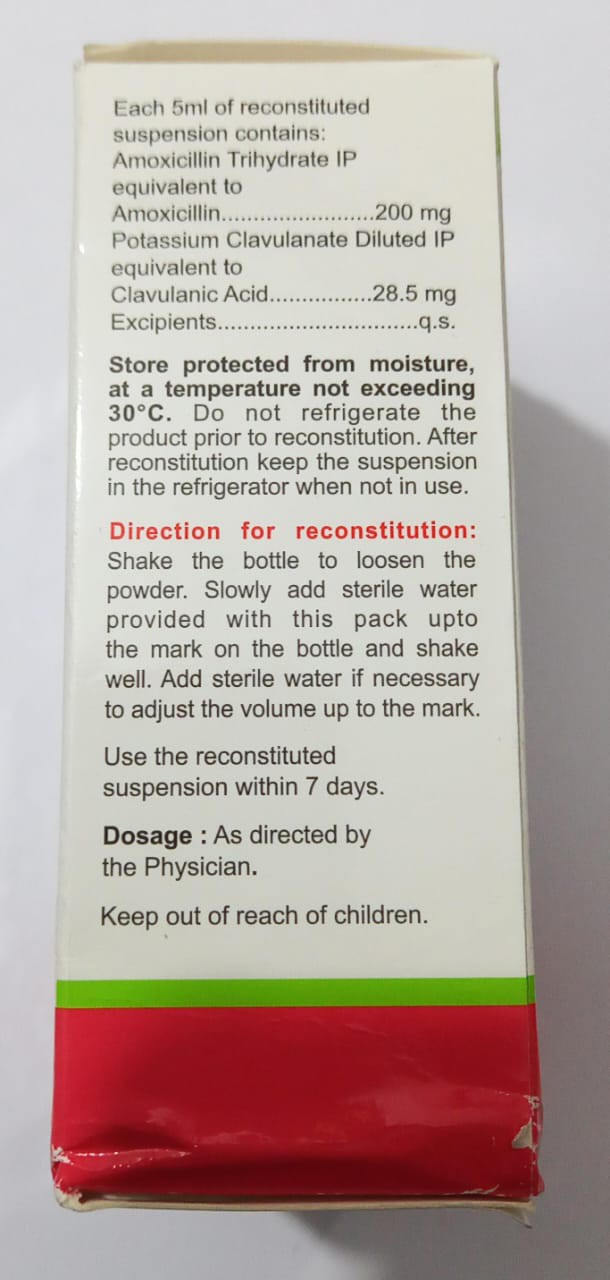 Each 5ml of reconstituted
suspension contains:
Amoxicillin Trihydrate IP
equivalent to
Amoxicillin........................200 mg
Potassium Clavulanate Diluted IP
equivalent to
Clavulanic Acid................28.5 mg
Excipients...............................q.s.
Store protected from moisture,
at a temperature not exceeding
30°C. Do not refrigerate the
product prior to reconstitution. After
reconstitution keep the suspension
in the refrigerator when not in use.
Direction for reconstitution:
Shake the bottle to loosen the
powder. Slowly add sterile water
provided with this pack upto
the mark on the bottle and shake
well. Add sterile water if necessary
to adjust the volume up to the mark.
Use the reconstituted
suspension within 7 days.
Dosage : As directed by
the Physician.
Keep out of reach of children.